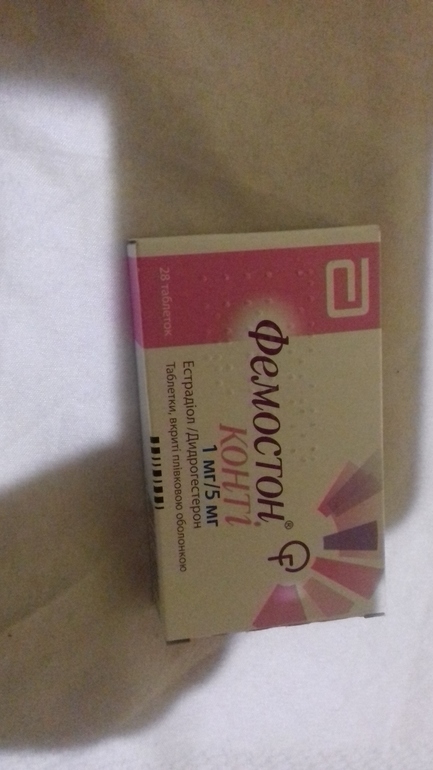 Фемостон®
КОНТІ
1 мг/5 мг
Естрадіол /Дидрогестерон
Таблетки, вкриті плівковою оболонкою
28 таблеток